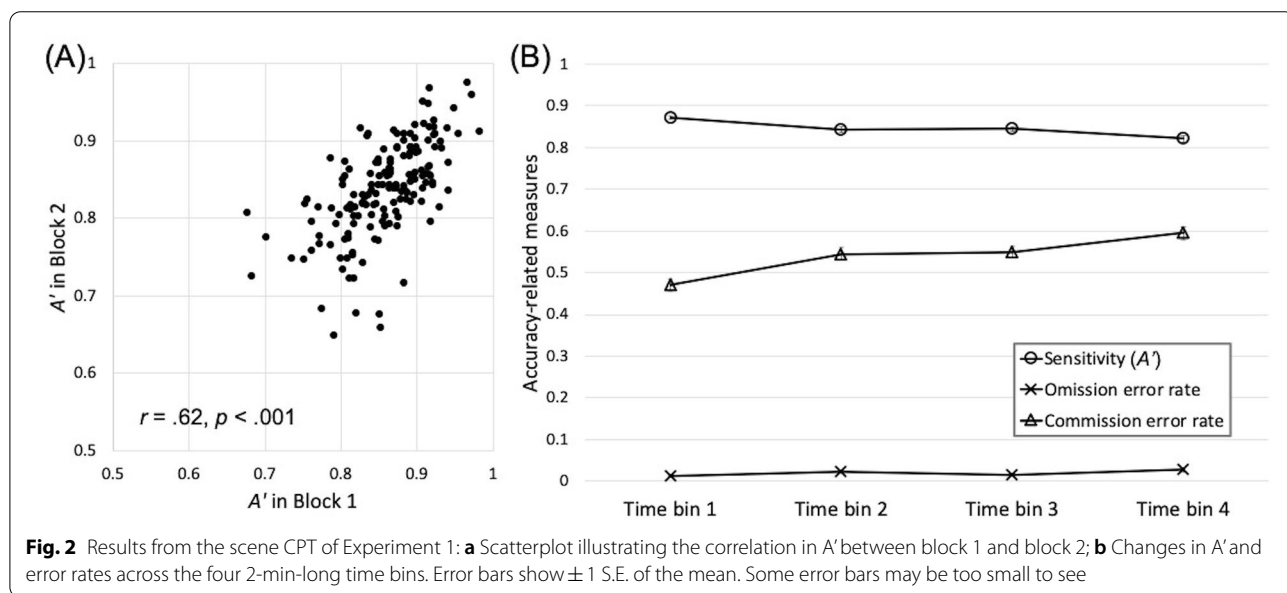 (A)
1
0.9
0.8
0.7
0.6
0.5
A' in Block 2
r = .62, p < .001
0.5 0.6 0.7 0.8 0.9 1
A' in Block 1
(B)
1
0.9
0.8
0.7
0.6
0.5
0.4
0.3
0.2
0.1
0
Accuracy-related measures
Sensitivity (A')
Omission error rate
Commission error rate
Time bin 1 Time bin 2 Time bin 3 Time bin 4
Fig. 2 Results from the scene CPT of Experiment 1: a Scatterplot illustrating the correlation in A' between block 1 and block 2; b Changes in A' and
error rates across the four 2-min-long time bins. Error bars show ± 1 S.E. of the mean. Some error bars may be too small to see